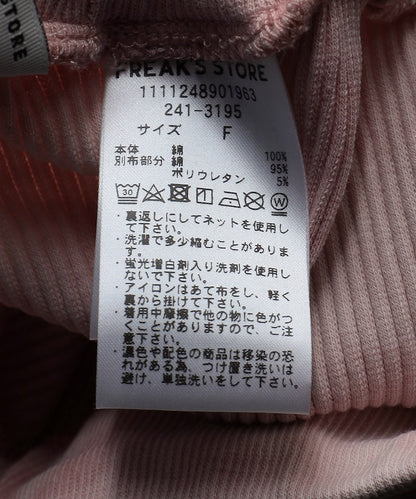 STORE
FREAK'S STORE
1111248901963
241-3195
サイズ F
本体 綿 100%
別布部分 綿 95%
ポリウレタン 5%
30 W
・裏返しにしてネットを使用し
て下さい。
・洗濯で多少縮むことがありま
す。
・蛍光増白剤入り洗剤を使用し
ないで下さい。
・アイロンはあて布をし、軽く
裏から掛けて下さい。
・着用中摩擦で他の物に色がつ
くことがありますので、ご注
意下さい。
・濃色や配色の商品は移染の恐
れがある為、つけ置き洗いは
避け、単独洗いをして下さい。